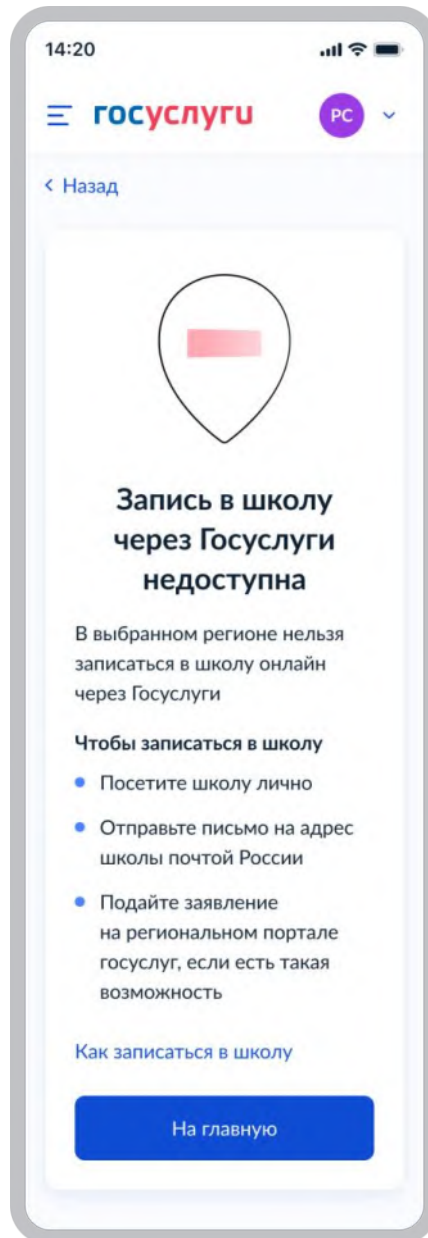 14:20
госуслуги
РС
Назад
Запись в школу
через Госуслуги
недоступна
В выбранном регионе нельзя
записаться в школу онлайн
через Госуслуги
Чтобы записаться в школу
Посетите школу лично
Отправьте письмо на адрес
школы почтой России
Подайте заявление
на региональном портале
госуслуг, если есть такая
возможность
Как записаться в школу
На главную